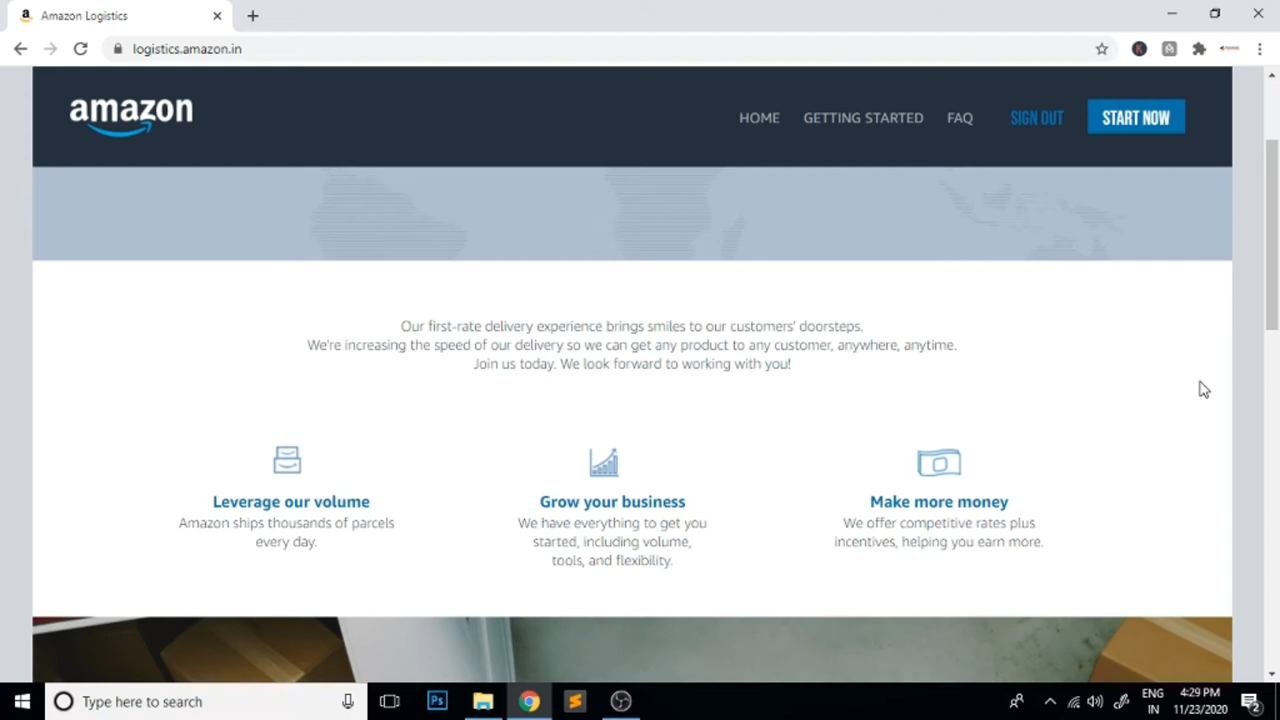 Amazon Logistics
logistics.amazon.in
amazon
HOME
GETTING STARTED
FAQ
SIGN OUT
START NOW
Our first-rate delivery experience brings smiles to our customers' doorsteps.
We're increasing the speed of our delivery so we can get any product to any customer, anywhere, anytime.
Join us today. We look forward to working with you!
Leverage our volume
Amazon ships thousands of parcels
every day.
Grow your business
We have everything to get you
started, including volume,
tools, and flexibility.
Make more money
We offer competitive rates plus
incentives, helping you earn more.
Type here to search
Ps
ENG
IN
4:29 PM
11/23/2020
2